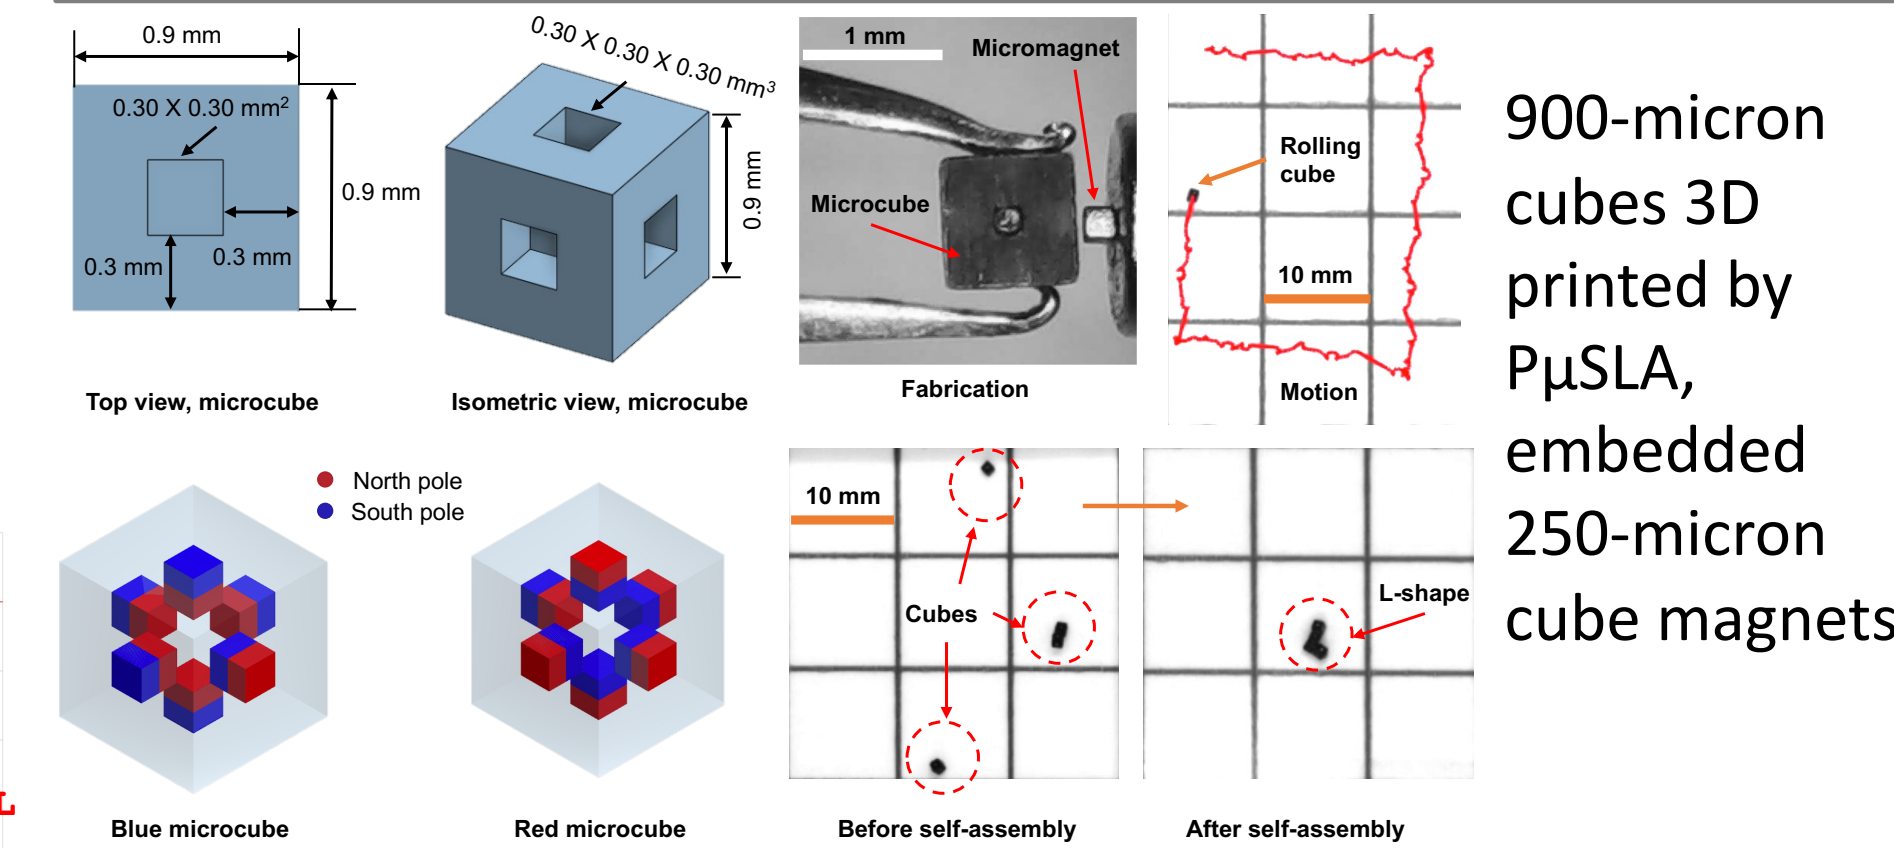 0.9 mm
0.30 X 0.30 mm²
0.9 mm
0.3 mm
0.3 mm
Top view, microcube
0.30 X 0.30 X 0.30 mm³
0.9 mm
Isometric view, microcube
1 mm
Micromagnet
Microcube
Fabrication
Rolling
cube
10 mm
Motion
900-micron
cubes 3D
printed by
PµSLA,
embedded
250-micron
cube magnets
North pole
South pole
Blue microcube
Red microcube
10 mm
Cubes
Before self-assembly
L-shape
After self-assembly